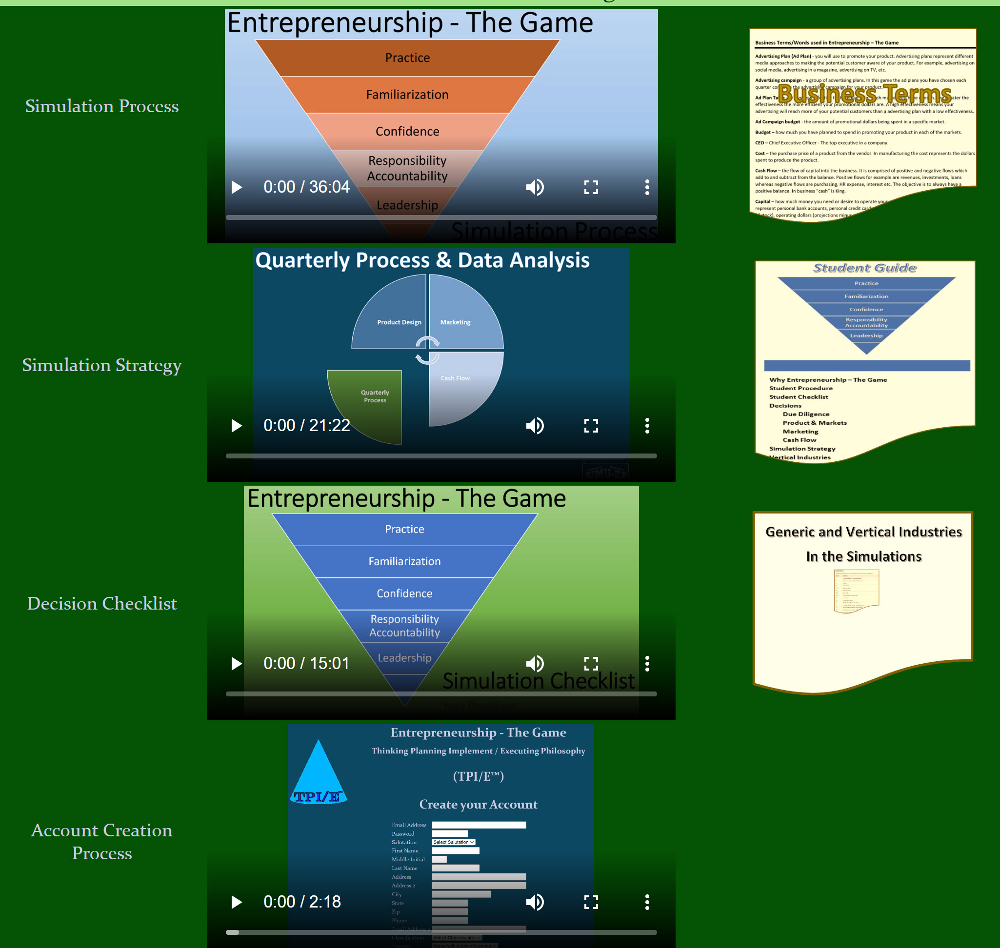 Simulation Process
Entrepreneurship - The Game
Practice
Familiarization
Confidence
Responsibility
Accountability
Leadership
Simulation Process
0:00 / 36:04
Business Terms/Words used in Entrepreneurship – The Game
Advertising Plan (Ad Plan) - you will use to promote your product. Advertising plans represent different
media approaches to making the potential customer aware of your product. For example, advertising on
social media, advertising in a magazine, advertising on TV, etc.
Advertising campaign - a group of advertising plans. In this game the ad plans you have chosen each
quarter the advertising campaign for your product.
Business Terms
Ad Plan
effectiveness the more efficient your promotional dollars are. A high effectiveness means your
advertising will reach more of your potential customers than a advertising plan with a low effectiveness.
Ad Campaign budget - the amount of promotional dollars being spent in a specific market.
Budget – how much you have planned to spend in promoting your product in each of the markets.
CEO – Chief Executive Officer - The top executive in a company.
Cost – the purchase price of a product from the vendor. In manufacturing the cost represents the dollars
spent to produce the product.
Cash Flow – the flow of capital into the business. It is comprised of positive and negative flows which
add to and subtract from the balance. Positive flows for example are revenues, investments, loans
whereas negative flows are purchasing, HR expense, interest etc. The objective is to always have a
positive balance. In business "cash" is King.
Capital – how much money you need or desire to operate your
represent personal bank accounts, personal credit
operating dollars (projections minus
Simulation Strategy
Quarterly Process & Data Analysis
Product Design
Marketing
Cash Flow
Quarterly
Process
0:00 / 21:22
SIMU-EX
Student Guide
Practice
Familiarization
Confidence
Responsibility
Accountability
Leadership
Why Entrepreneurship – The Game
Student Procedure
Student Checklist
Decisions
Due Diligence
Product & Markets
Marketing
Cash Flow
Simulation Strategy
Vertical Industries
Decision Checklist
Entrepreneurship - The Game
Practice
Familiarization
Confidence
Responsibility
Accountability
Leadership
Simulation Checklist
Your Decisions
0:00 / 15:01
Generic and Vertical Industries
In the Simulations
Account Creation
Process
Entrepreneurship - The Game
Thinking Planning Implement / Executing Philosophy
(TPI/E™)
TPI/E™
Create your Account
Email Address
Password
Salutation Select Salutation
First Name
Middle Initial
Last Name
Address
Address 2
City
State
Zip
Phone
Email Address 2
Classification Select Classification
License Agree with terms of License
0:00 / 2:18